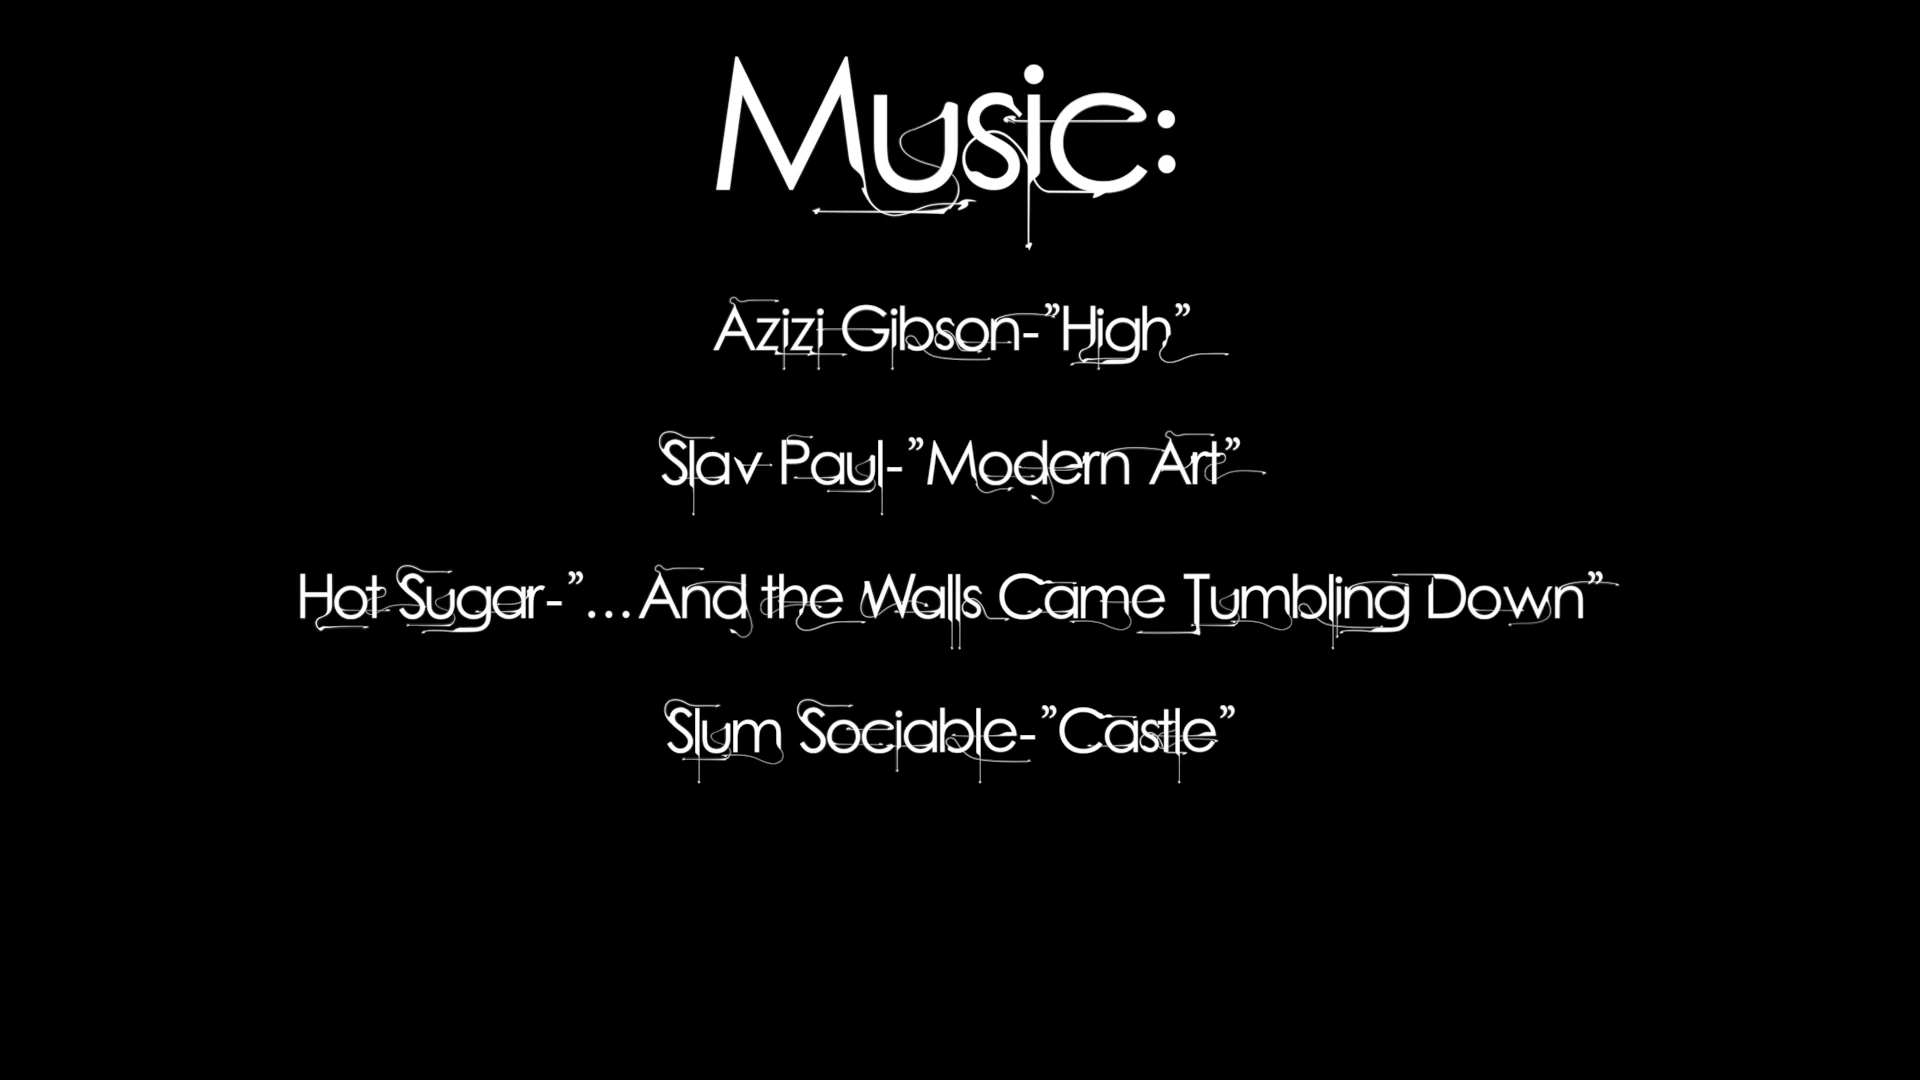 Music:
Azizi Gibson-”High”
Slav Paul-”Modern Art”
Hot Sugar-”...And the Walls Came Tumbling Down”
Slum Sociable-”Castle”